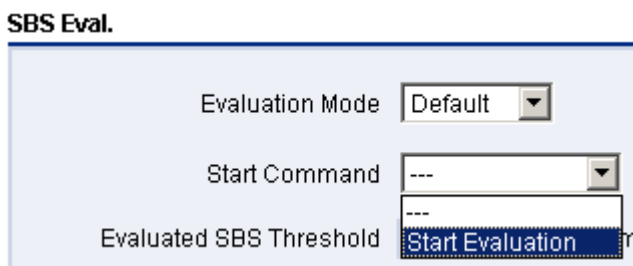 SBS Eval.
Evaluation Mode Default
Start Command ---
---
Evaluated SBS Threshold Start Evaluation